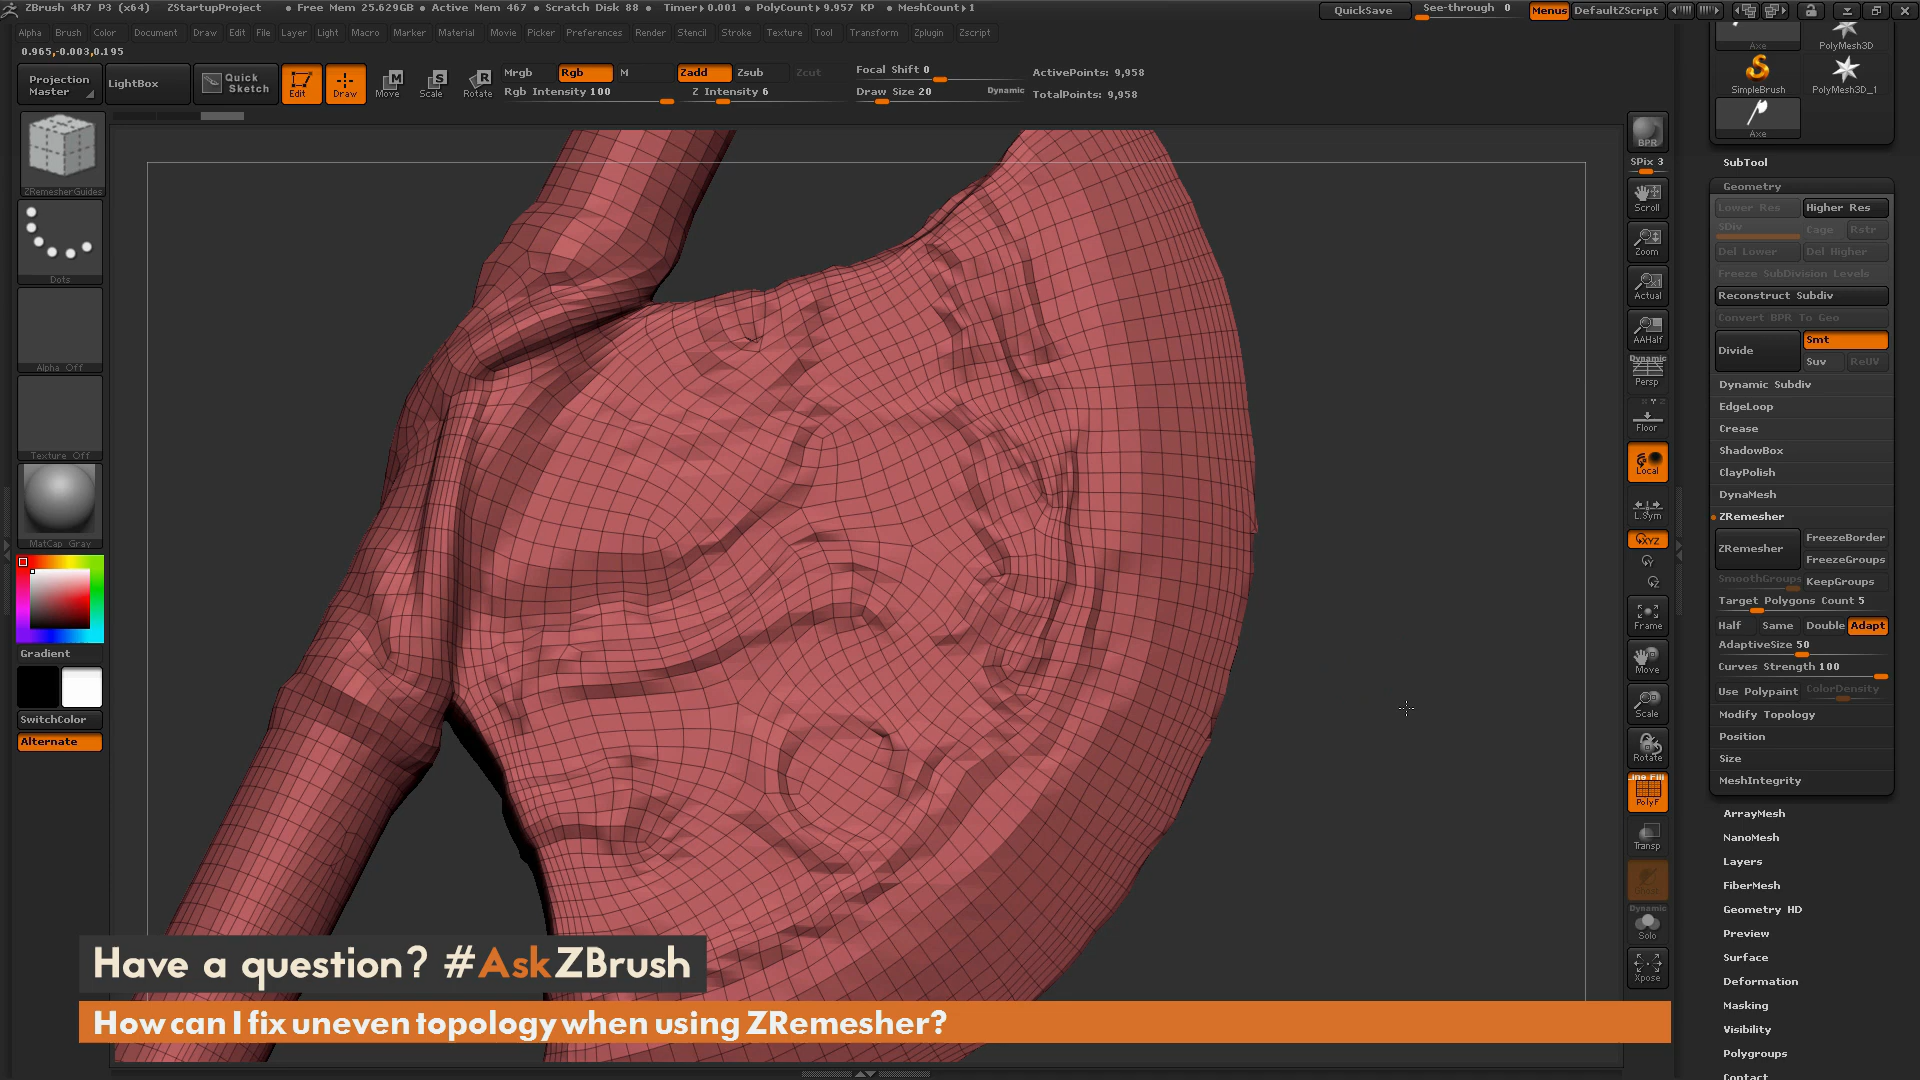 ZBrush 4R7 P3 (x64) ZStartupProject • Free Mem 25.629GB • Active Mem 467 • Scratch Disk 88 • Timer▸0.001 • PolyCount▸9.957 KP • MeshCount▸1 QuickSave See-through 0 Menus DefaultZScript
Alpha Brush Color Document Draw Edit File Layer Light Macro Marker Material Movie Picker Preferences Render Stencil Stroke Texture Tool Transform Zplugin Zscript
0.965,-0.003,0.195
Projection Master
LightBox
Quick Sketch
Edit
Draw
Move
Scale
Rotate
Mrgb Rgb M
Rgb Intensity 100
Zadd Zsub Zcut
Z Intensity 6
Focal Shift 0
Draw Size 20 Dynamic
ActivePoints: 9,958
TotalPoints: 9,958
ZRemesherGuides
Dots
Alpha Off
Texture Off
MatCap Gray
Gradient
SwitchColor
Alternate
BPR
SPix 3
Scroll
Zoom
Actual
AAHalf
Dynamic
Persp
Floor
Local
L.Sym
XYZ
Frame
Move
Scale
Rotate
Line Fill
PolyF
Transp
Ghost
Dynamic
Solo
Xpose
Axe PolyMesh3D
SimpleBrush PolyMesh3D_1
Axe
SubTool
Geometry
Lower Res Higher Res
SDiv Cage Rstr
Del Lower Del Higher
Freeze SubDivision Levels
Reconstruct Subdiv
Convert BPR To Geo
Divide Smt
Suv ReUV
Dynamic Subdiv
EdgeLoop
Crease
ShadowBox
ClayPolish
DynaMesh
ZRemesher
ZRemesher FreezeBorder
FreezeGroups
SmoothGroups KeepGroups
Target Polygons Count 5
Half Same Double Adapt
AdaptiveSize 50
Curves Strength 100
Use Polypaint ColorDensity
Modify Topology
Position
Size
MeshIntegrity
ArrayMesh
NanoMesh
Layers
FiberMesh
Geometry HD
Preview
Surface
Deformation
Masking
Visibility
Polygroups
Contact
Have a question? #AskZBrush
How can I fix uneven topology when using ZRemesher?